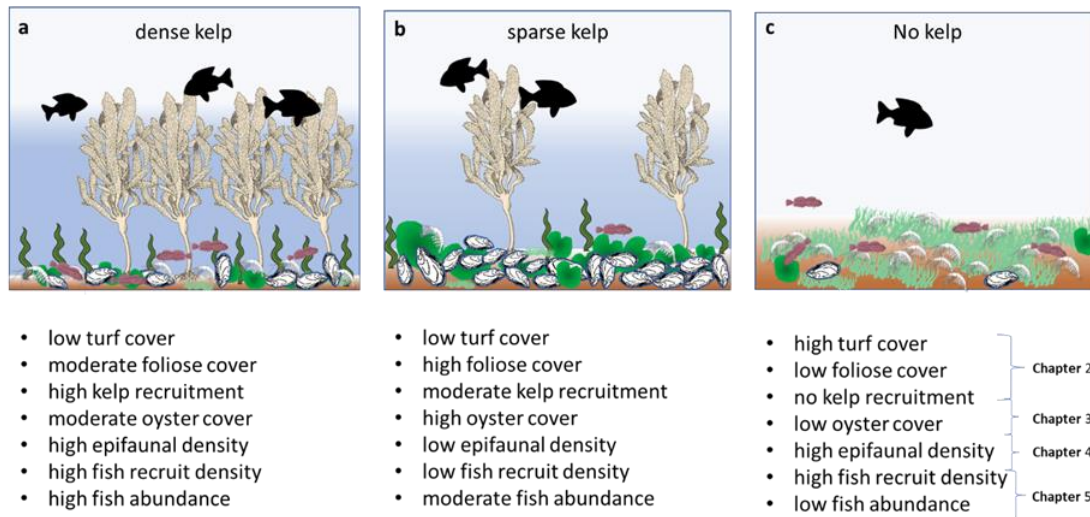 a
dense kelp
b
sparse kelp
c
No kelp
• low turf cover
• moderate foliose cover
• high kelp recruitment
• moderate oyster cover
• high epifaunal density
• high fish recruit density
• high fish abundance
• low turf cover
• high foliose cover
• moderate kelp recruitment
• high oyster cover
• low epifaunal density
• low fish recruit density
• moderate fish abundance
• high turf cover
• low foliose cover
• no kelp recruitment
• low oyster cover
• high epifaunal density
• high fish recruit density
• low fish abundance
Chapter 2
Chapter 3
Chapter 4
Chapter 5